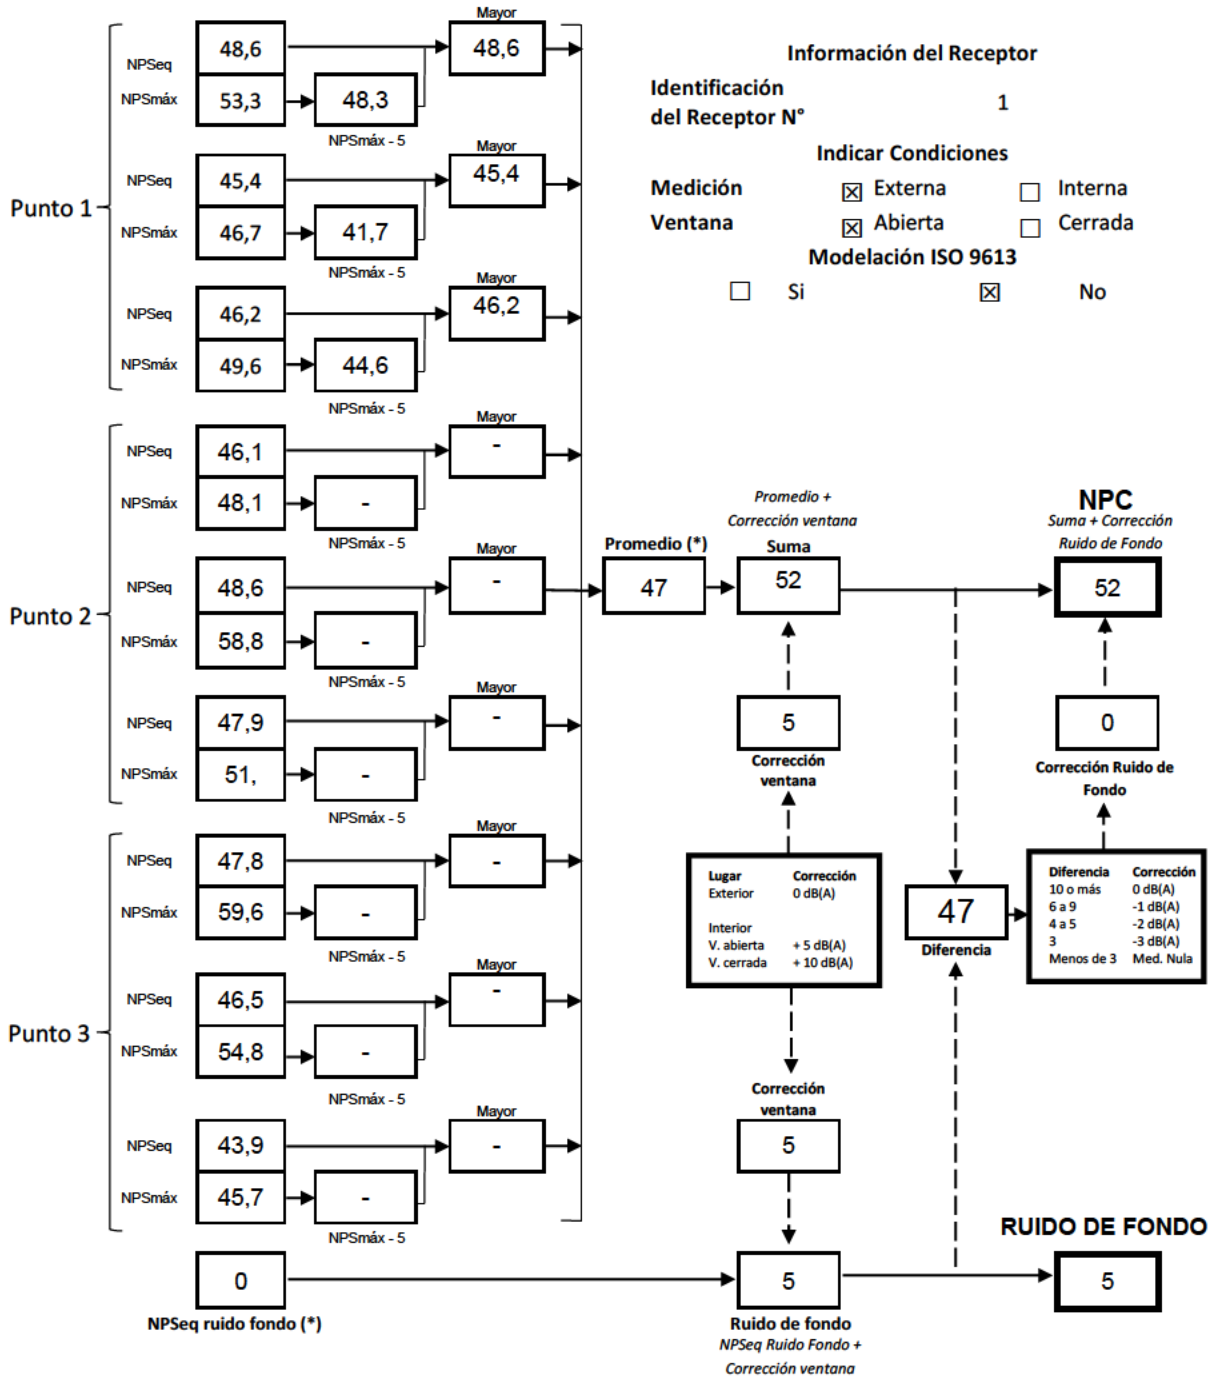 Información del Receptor
Identificación
del Receptor N°
1
Indicar Condiciones
Medición
☒ Externa
☐ Interna
Ventana
☒ Abierta
☐ Cerrada
Modelación ISO 9613
☐ Si
☒ No
Punto 1
NPSeq
48,6
Mayor
48,6
NPSmáx
53,3
48,3
NPSmáx - 5
NPSeq
45,4
Mayor
45,4
NPSmáx
46,7
41,7
NPSmáx - 5
NPSeq
46,2
Mayor
46,2
NPSmáx
49,6
44,6
NPSmáx - 5
Punto 2
NPSeq
46,1
Mayor
-
NPSmáx
48,1
-
NPSmáx - 5
NPSeq
48,6
Mayor
-
NPSmáx
58,8
-
NPSmáx - 5
NPSeq
47,9
Mayor
-
NPSmáx
51,
-
NPSmáx - 5
Punto 3
NPSeq
47,8
Mayor
-
NPSmáx
59,6
-
NPSmáx - 5
NPSeq
46,5
Mayor
-
NPSmáx
54,8
-
NPSmáx - 5
NPSeq
43,9
Mayor
-
NPSmáx
45,7
-
NPSmáx - 5
0
NPSeq ruido fondo (*)
Promedio (*)
47
Promedio +
Corrección ventana
Suma
52
5
Corrección
ventana
Lugar Corrección
Exterior 0 dB(A)
Interior
V. abierta + 5 dB(A)
V. cerrada + 10 dB(A)
Corrección
ventana
5
5
Ruido de fondo
NPSeq Ruido Fondo +
Corrección ventana
47
Diferencia
NPC
Suma + Corrección
Ruido de Fondo
52
0
Corrección Ruido de
Fondo
Diferencia Corrección
10 o más 0 dB(A)
6 a 9 -1 dB(A)
4 a 5 -2 dB(A)
3 -3 dB(A)
Menos de 3 Med. Nula
RUIDO DE FONDO
5